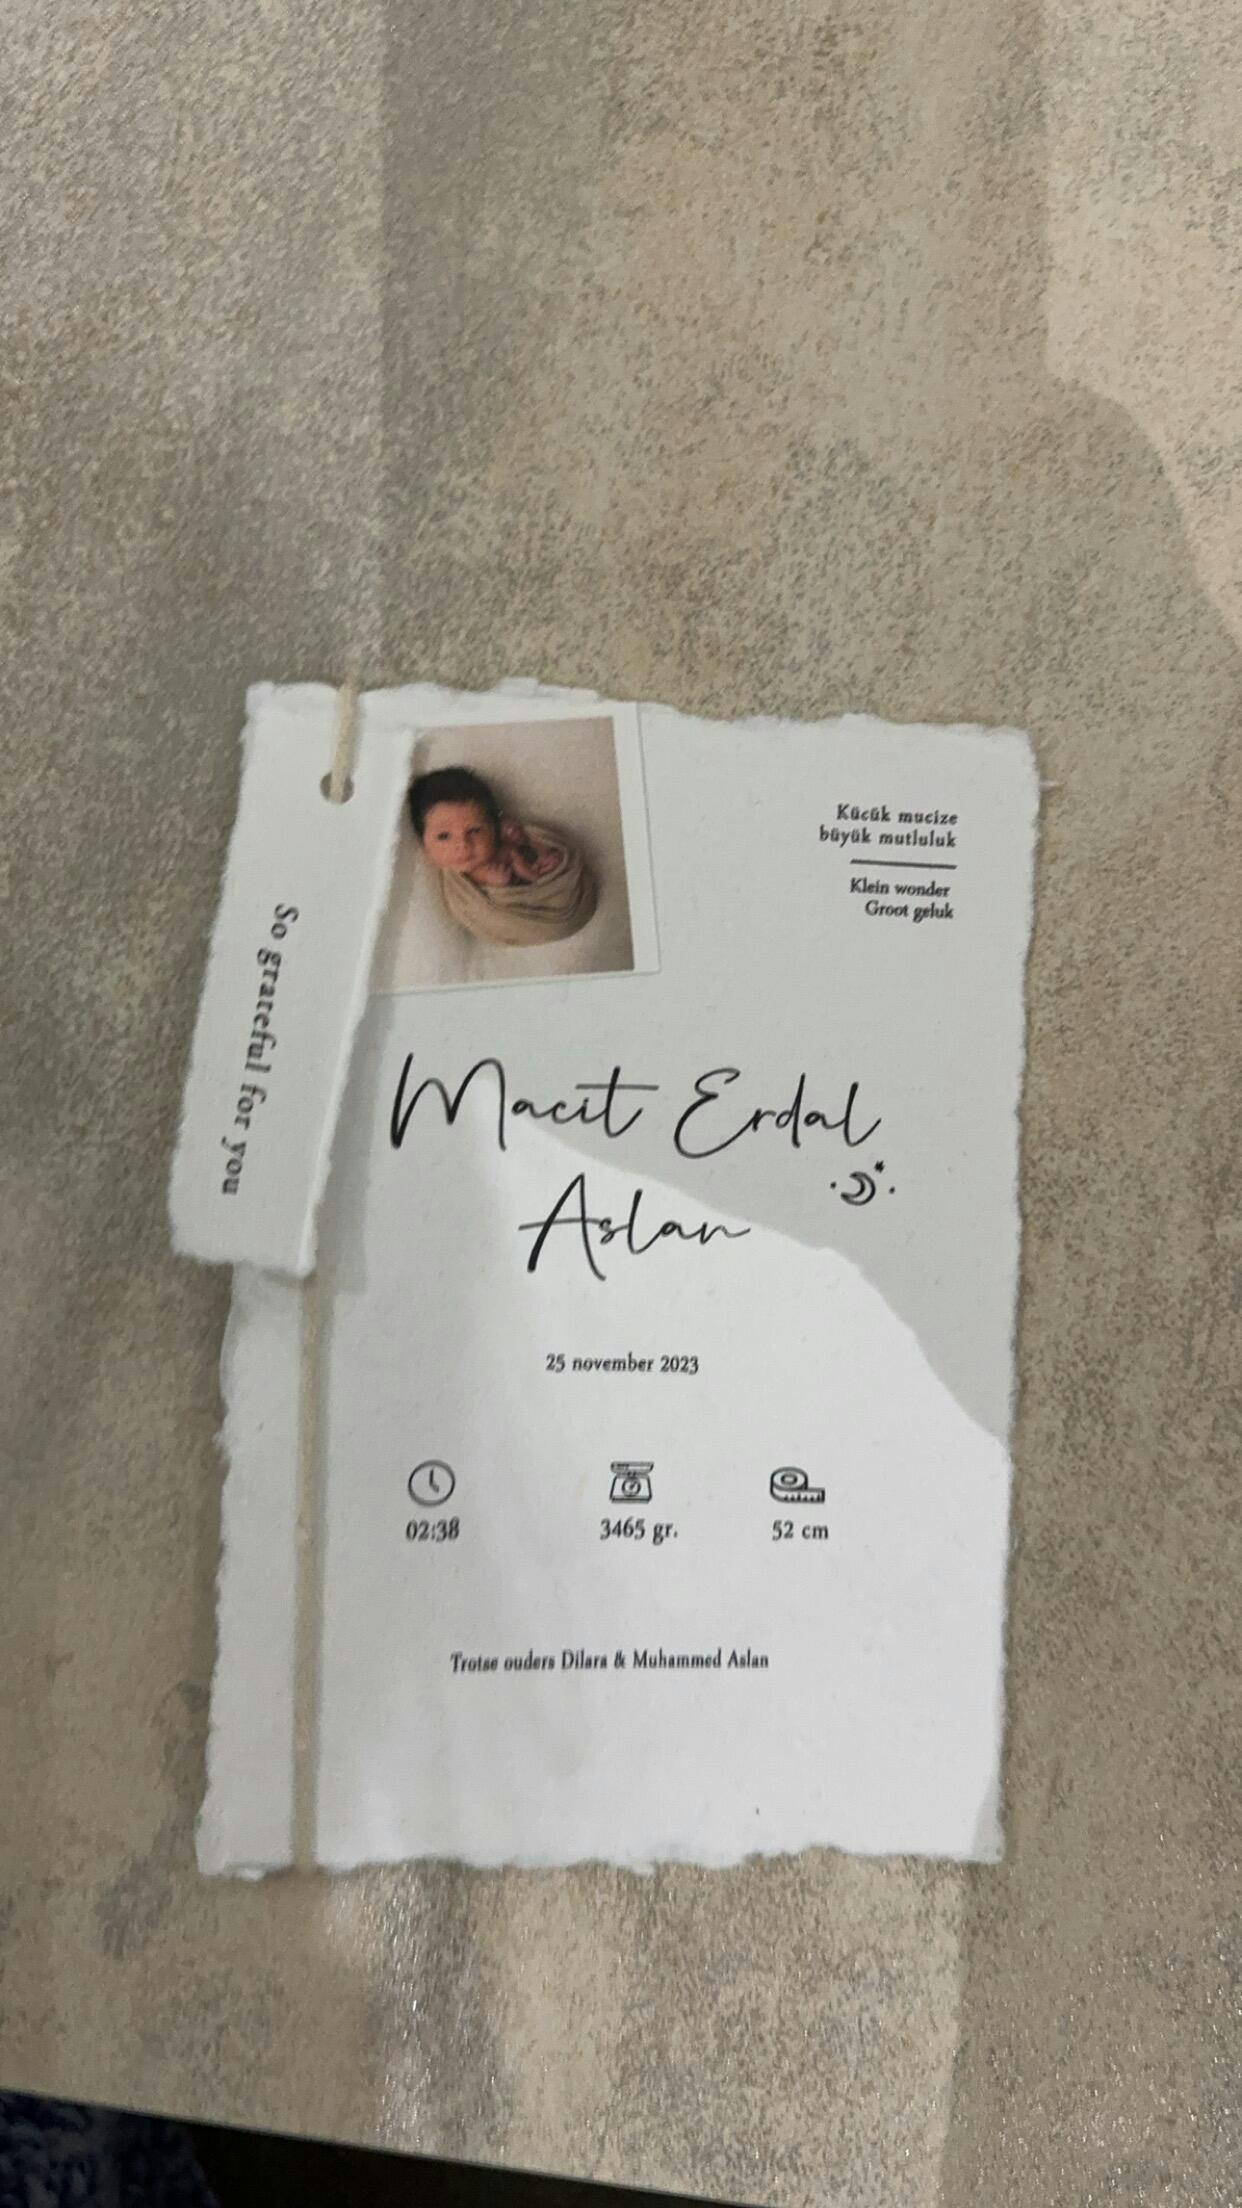 So grateful for you
Kücük mucize
büyük mutluluk
Klein wonder
Groot geluk
Macit Erdal
Aslan
25 november 2023
02:38
3465 gr.
52 cm
Trotse ouders Dilara & Muhammed Aslan